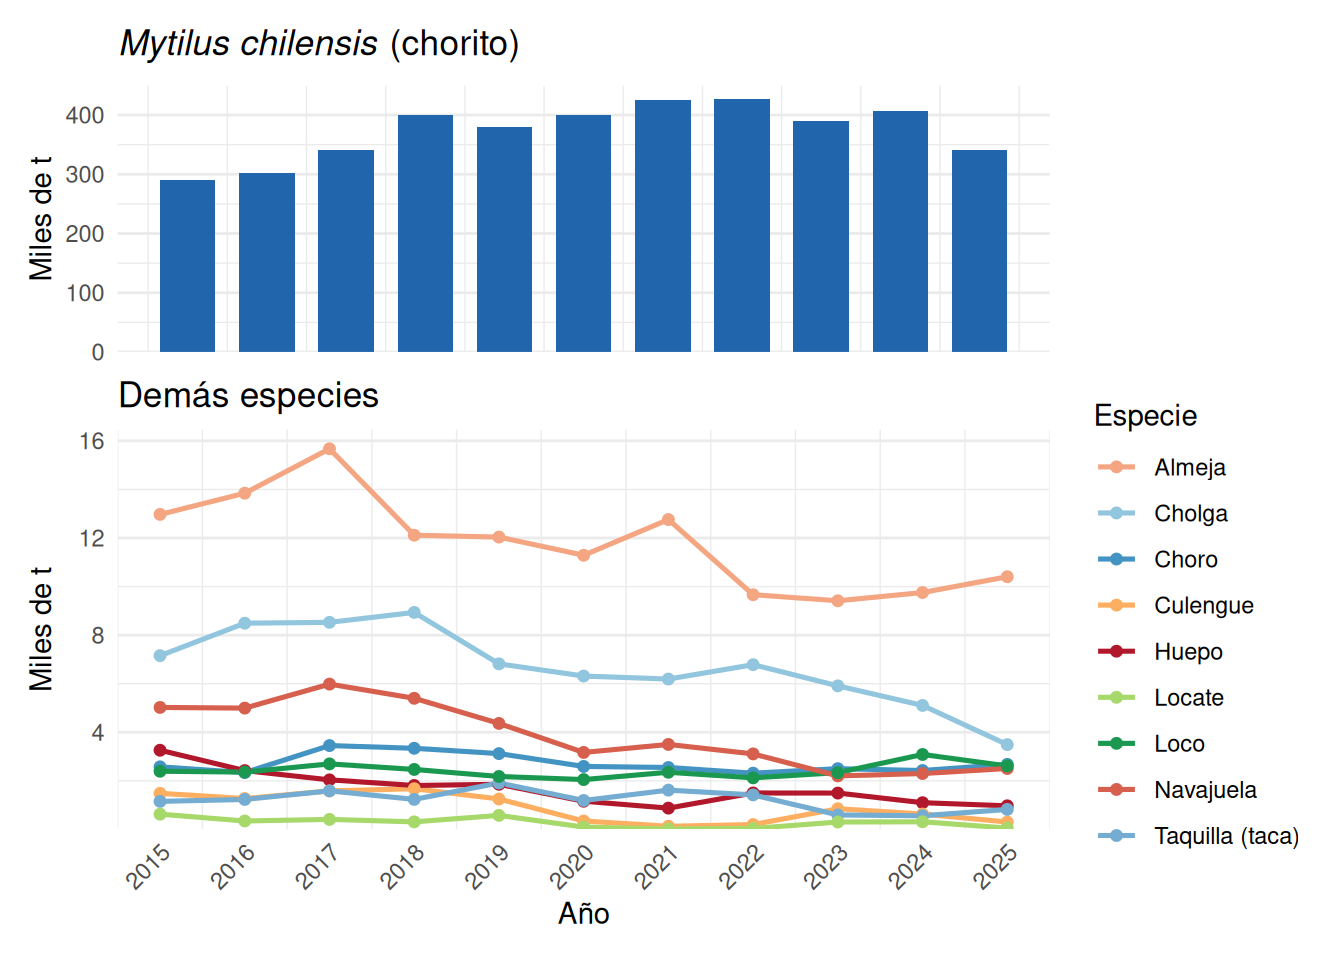 Mytilus chilensis (chorito)
Miles de t
400
300
200
100
0
Demás especies
Miles de t
16
12
8
4
2015 2016 2017 2018 2019 2020 2021 2022 2023 2024 2025
Año
Especie
Almeja
Cholga
Choro
Culengue
Huepo
Locate
Loco
Navajuela
Taquilla (taca)